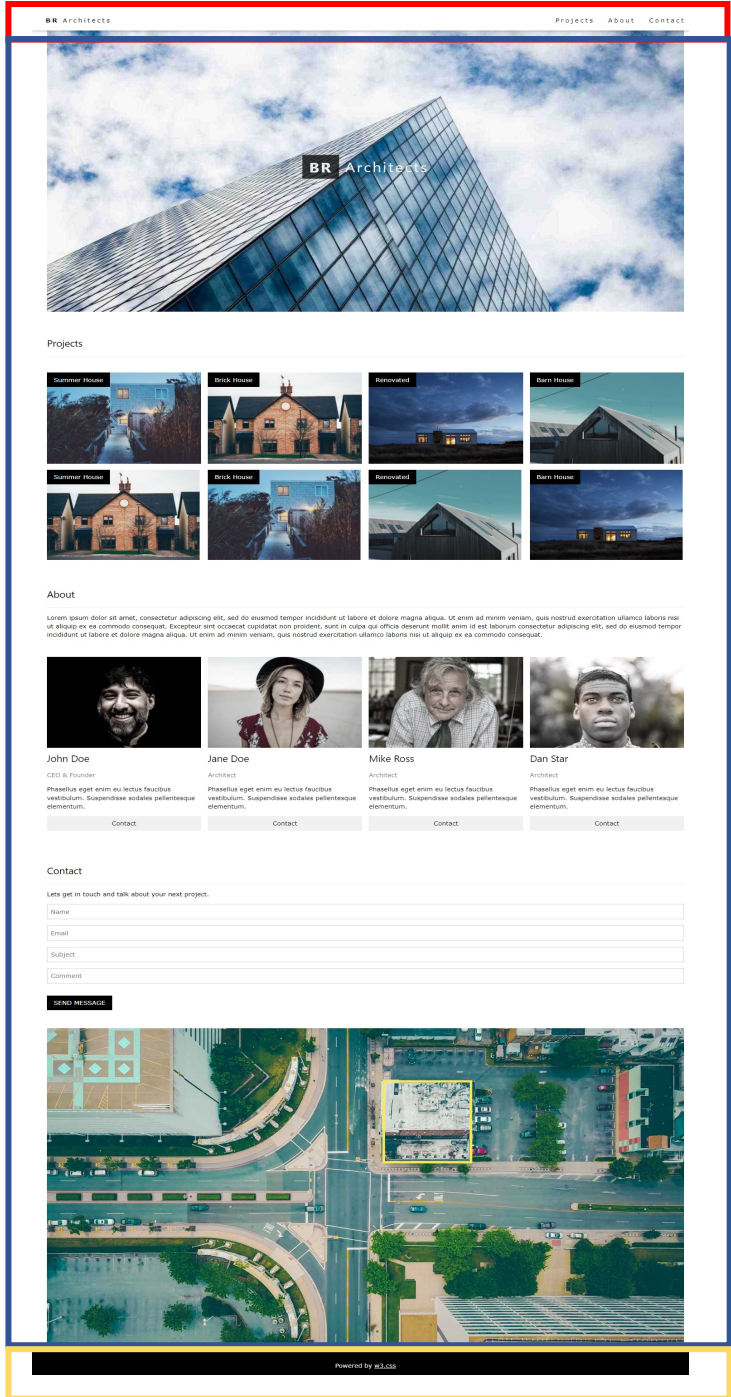 BR Architects
Projects About Contact
BR Architects
Projects
Summer House
Brick House
Renovated
Barn House
Summer House
Brick House
Renovated
Barn House
About
Lorem ipsum dolor sit amet, consectetur adipiscing elit, sed do eiusmod tempor incididunt ut labore et dolore magna aliqua. Ut enim ad minim veniam, quis nostrud exercitation ullamco laboris nisi
ut aliquip ex ea commodo consequat. Excepteur sint occaecat cupidatat non proident, sunt in culpa qui officia deserunt mollit anim id est laborum consectetur adipiscing elit, sed do eiusmod tempor
incididunt ut labore et dolore magna aliqua. Ut enim ad minim veniam, quis nostrud exercitation ullamco laboris nisi ut aliquip ex ea commodo consequat.
John Doe
CEO & Founder
Phasellus eget enim eu lectus faucibus
vestibulum. Suspendisse sodales pellentesque
elementum.
Contact
Jane Doe
Architect
Phasellus eget enim eu lectus faucibus
vestibulum. Suspendisse sodales pellentesque
elementum.
Contact
Mike Ross
Architect
Phasellus eget enim eu lectus faucibus
vestibulum. Suspendisse sodales pellentesque
elementum.
Contact
Dan Star
Architect
Phasellus eget enim eu lectus faucibus
vestibulum. Suspendisse sodales pellentesque
elementum.
Contact
Contact
Lets get in touch and talk about your next project.
Name
Email
Subject
Comment
SEND MESSAGE
Powered by w3.css